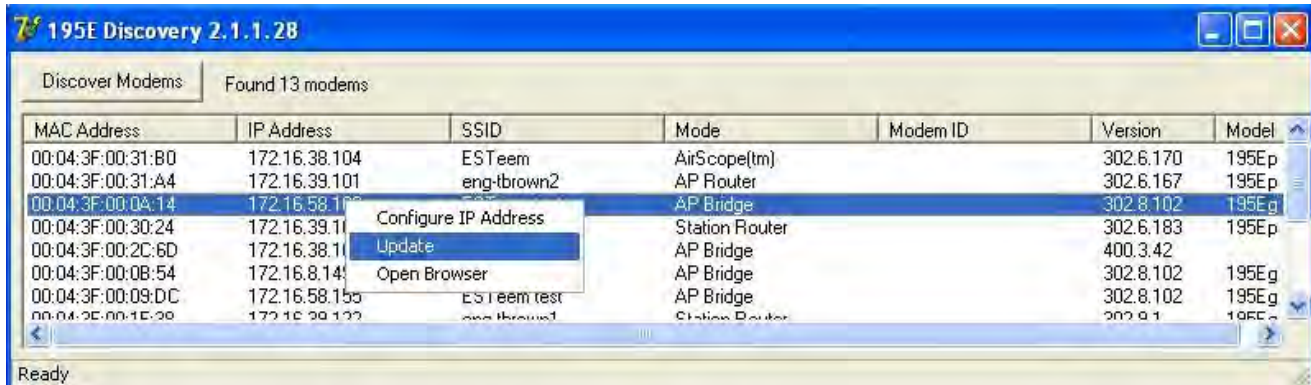 195E Discovery 2.1.1.28
Discover Modems Found 13 modems
MAC Address IP Address SSID Mode Modem ID Version Model
00:04:3F:00:31:B0 172.16.38.104 ESTeem AirScope(tm) 302.6.170 195Ep
00:04:3F:00:31:A4 172.16.39.101 eng-tbrown2 AP Router 302.6.167 195Ep
00:04:3F:00:0A:14 AP Bridge 302.8.102 195Eg
Configure IP Address
00:04:3F:00:30:24 Station Router 302.6.183 195Ep
Update
00:04:3F:00:2C:6D AP Bridge 400.3.42
Open Browser
00:04:3F:00:0B:54 AP Bridge 302.8.102 195Eg
00:04:3F:00:09:DC 172.16.58.155 ESTeem test AP Bridge 302.8.102 195Eg
Station Router
Ready